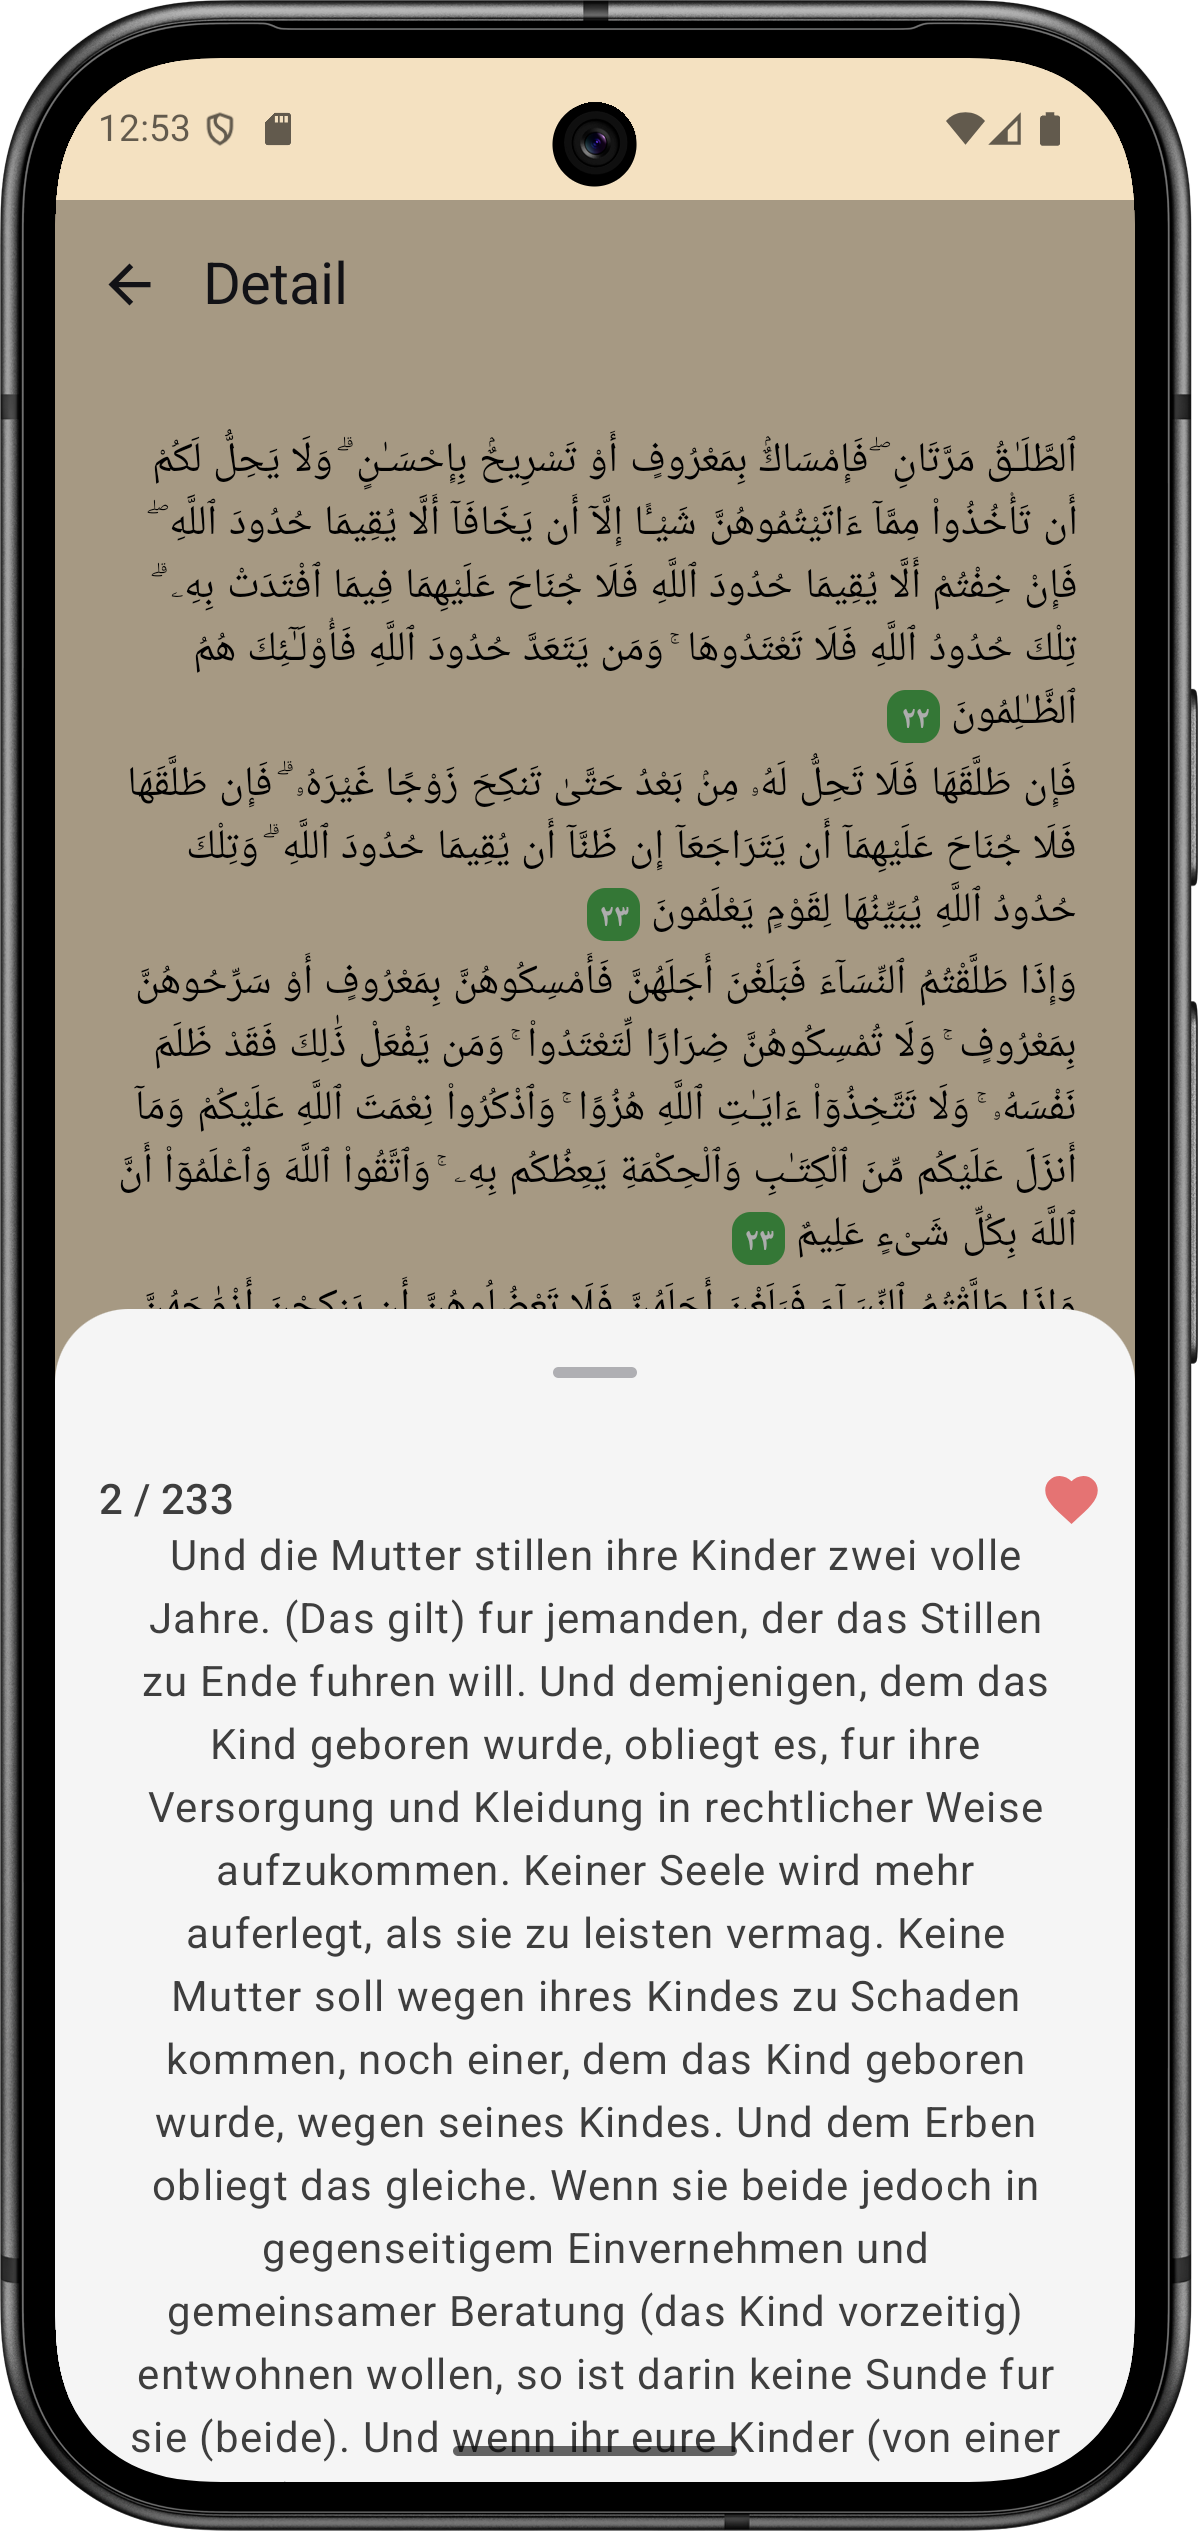 12:53
Detail
ٱلطَّلَـٰقُ مَرَّتَانِ ۖ فَإِمْسَاكٌۢ بِمَعْرُوفٍ أَوْ تَسْرِيحٌۢ بِإِحْسَـٰنٍ ۗ وَلَا يَحِلُّ لَكُمْ
أَن تَأْخُذُوا۟ مِمَّآ ءَاتَيْتُمُوهُنَّ شَيْـًٔا إِلَّآ أَن يَخَافَآ أَلَّا يُقِيمَا حُدُودَ ٱللَّهِ ۖ
فَإِنْ خِفْتُمْ أَلَّا يُقِيمَا حُدُودَ ٱللَّهِ فَلَا جُنَاحَ عَلَيْهِمَا فِيمَا ٱفْتَدَتْ بِهِۦ ۗ
تِلْكَ حُدُودُ ٱللَّهِ فَلَا تَعْتَدُوهَا ۚ وَمَن يَتَعَدَّ حُدُودَ ٱللَّهِ فَأُو۟لَـٰٓئِكَ هُمُ
ٱلظَّـٰلِمُونَ ٢٢
فَإِن طَلَّقَهَا فَلَا تَحِلُّ لَهُۥ مِنۢ بَعْدُ حَتَّىٰ تَنكِحَ زَوْجًا غَيْرَهُۥ ۗ فَإِن طَلَّقَهَا
فَلَا جُنَاحَ عَلَيْهِمَآ أَن يَتَرَاجَعَآ إِن ظَنَّآ أَن يُقِيمَا حُدُودَ ٱللَّهِ ۗ وَتِلْكَ
حُدُودُ ٱللَّهِ يُبَيِّنُهَا لِقَوْمٍ يَعْلَمُونَ ٢٣
وَإِذَا طَلَّقْتُمُ ٱلنِّسَآءَ فَبَلَغْنَ أَجَلَهُنَّ فَأَمْسِكُوهُنَّ بِمَعْرُوفٍ أَوْ سَرِّحُوهُنَّ
بِمَعْرُوفٍ ۚ وَلَا تُمْسِكُوهُنَّ ضِرَارًا لِّتَعْتَدُوا۟ ۚ وَمَن يَفْعَلْ ذَٰلِكَ فَقَدْ ظَلَمَ
نَفْسَهُۥ ۚ وَلَا تَتَّخِذُوٓا۟ ءَايَـٰتِ ٱللَّهِ هُزُوًا ۚ وَٱذْكُرُوا۟ نِعْمَتَ ٱللَّهِ عَلَيْكُمْ وَمَآ
أَنزَلَ عَلَيْكُم مِّنَ ٱلْكِتَـٰبِ وَٱلْحِكْمَةِ يَعِظُكُم بِهِۦ ۚ وَٱتَّقُوا۟ ٱللَّهَ وَٱعْلَمُوٓا۟ أَنَّ
ٱللَّهَ بِكُلِّ شَىْءٍ عَلِيمٌ ٢٣
وَإِذَا طَلَّقْتُمُ ٱلنِّسَآءَ فَبَلَغْنَ أَجَلَهُنَّ فَلَا تَعْضُلُوهُنَّ أَن يَنكِحْنَ أَزْوَٰجَهُنَّ
2 / 233
Und die Mutter stillen ihre Kinder zwei volle
Jahre. (Das gilt) fur jemanden, der das Stillen
zu Ende fuhren will. Und demjenigen, dem das
Kind geboren wurde, obliegt es, fur ihre
Versorgung und Kleidung in rechtlicher Weise
aufzukommen. Keiner Seele wird mehr
auferlegt, als sie zu leisten vermag. Keine
Mutter soll wegen ihres Kindes zu Schaden
kommen, noch einer, dem das Kind geboren
wurde, wegen seines Kindes. Und dem Erben
obliegt das gleiche. Wenn sie beide jedoch in
gegenseitigem Einvernehmen und
gemeinsamer Beratung (das Kind vorzeitig)
entwohnen wollen, so ist darin keine Sunde fur
sie (beide). Und wenn ihr eure Kinder (von einer